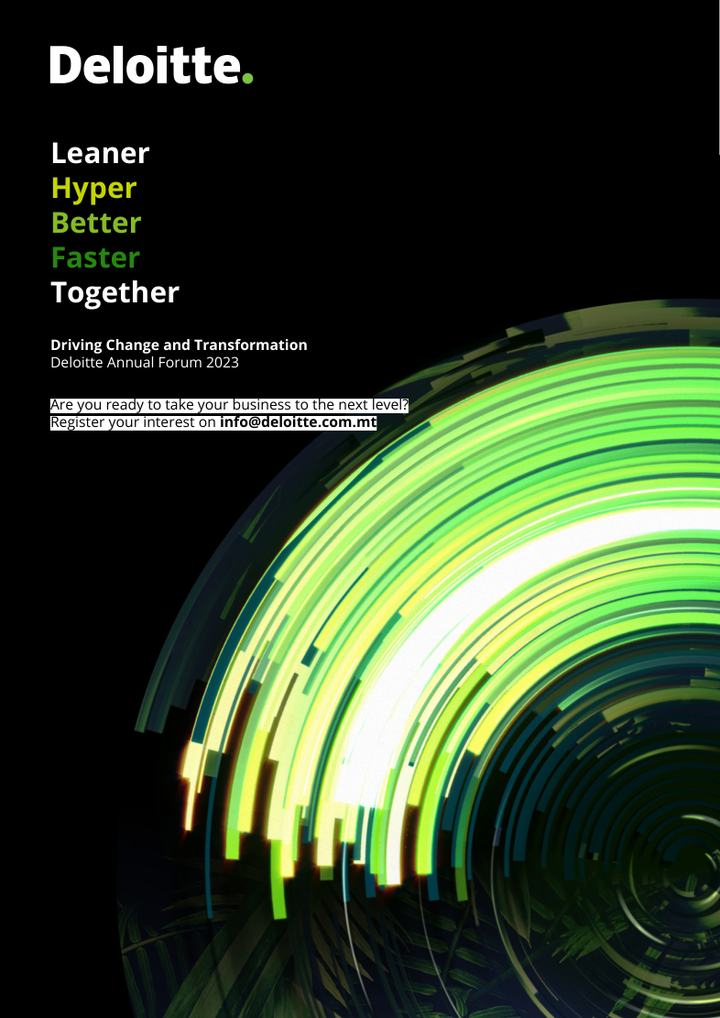 Deloitte.
Leaner
Hyper
Better
Faster
Together
Driving Change and Transformation
Deloitte Annual Forum 2023
Are you ready to take your business to the next level?
Register your interest on info@deloitte.com.mt